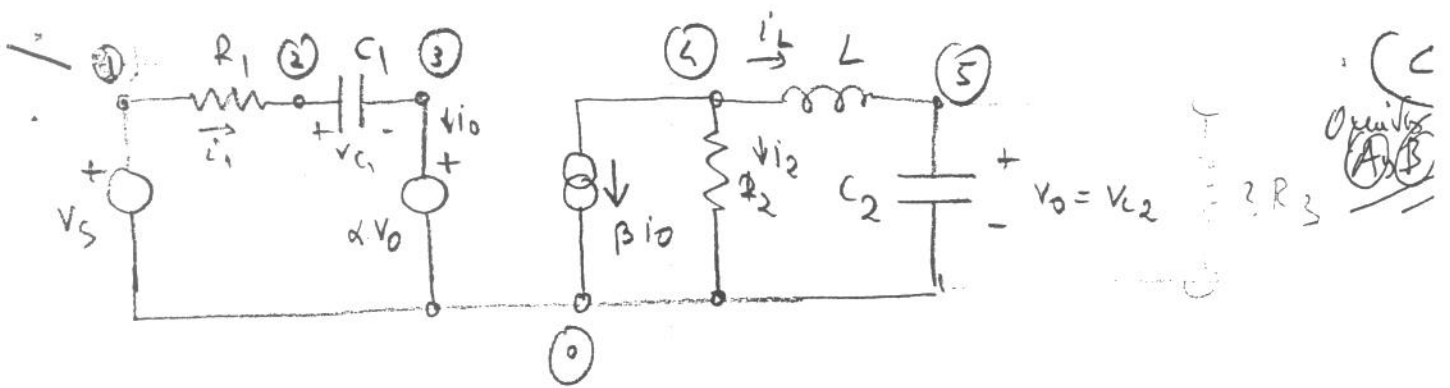 1 R1 2 C1 3 4 iL L 5 (C
i1 + vC1 - ↓i0 ↓i2
+ Vs + αV0 ↓ βi0 R2 C2 + - V0 = VC2 R3
A, B
0